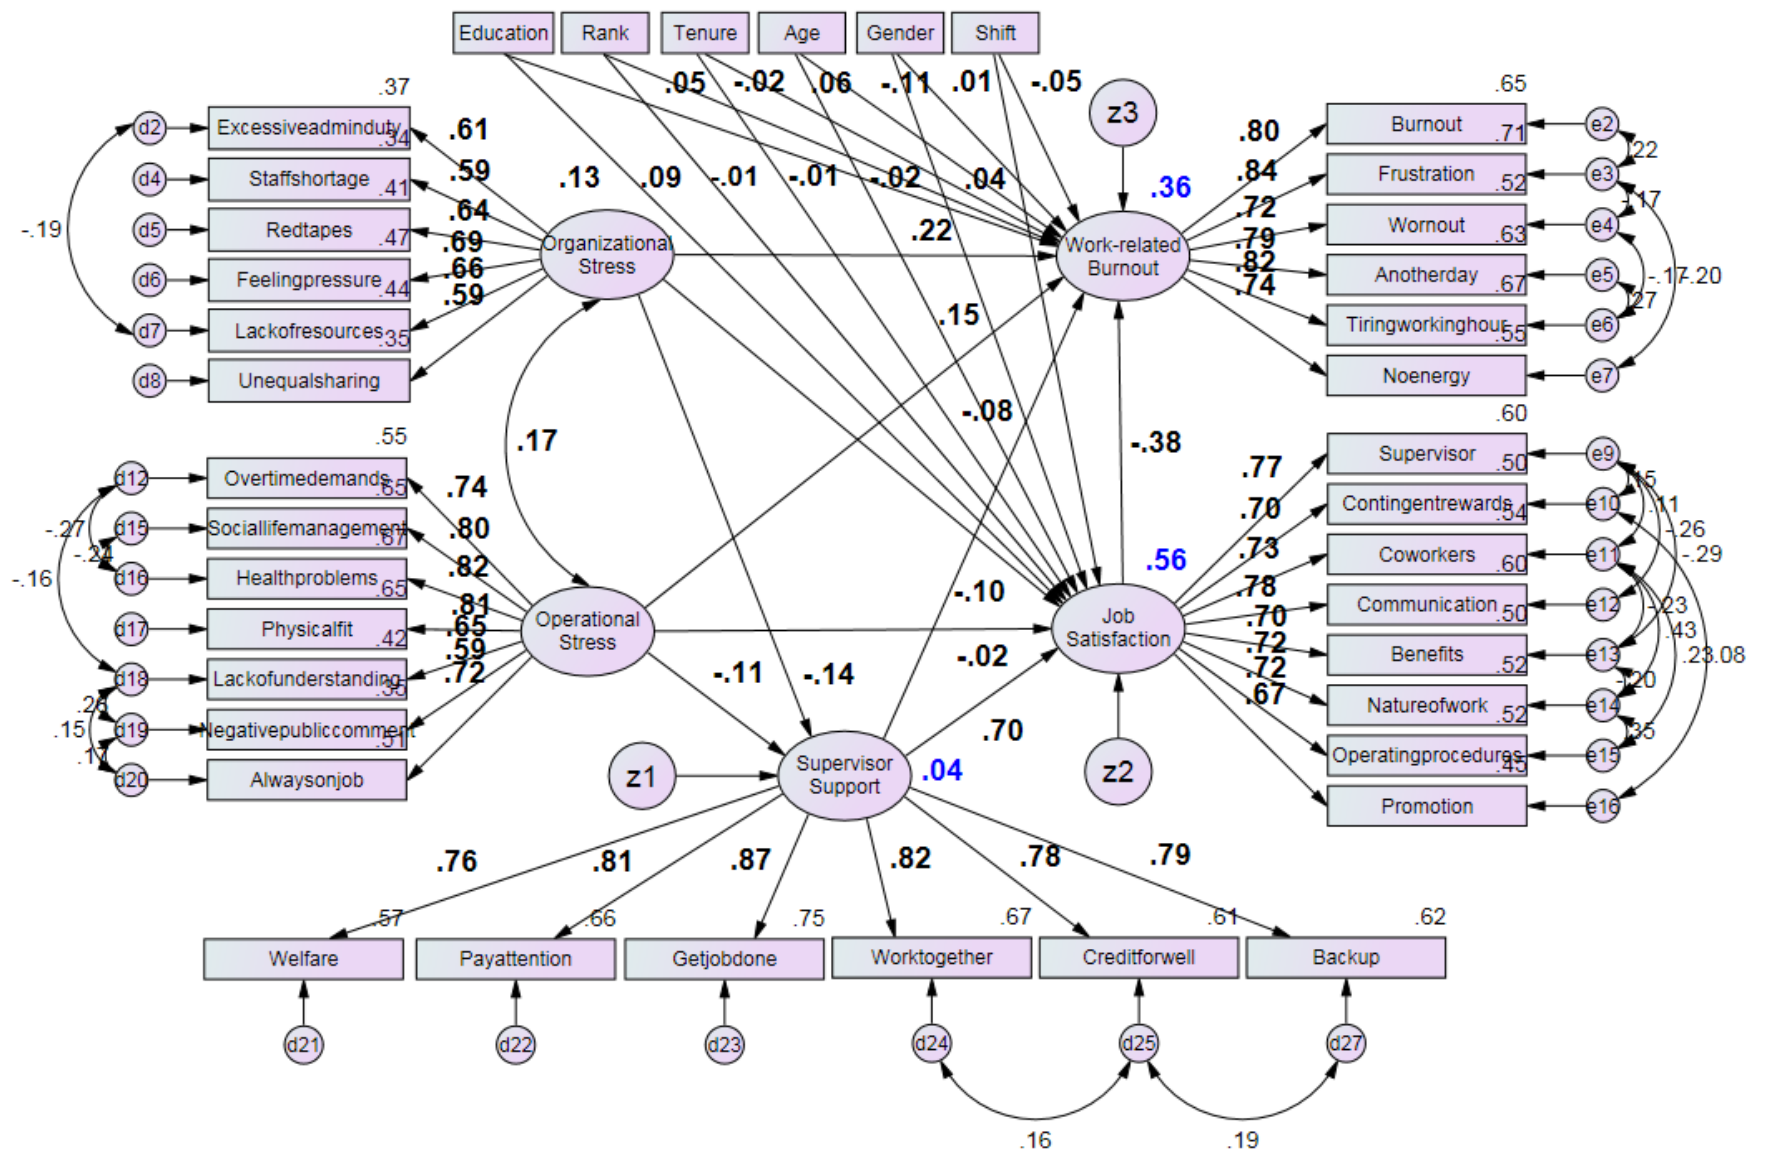 Education Rank Tenure Age Gender Shift
.05 -.02 .06 -.11 .01 -.05
.37
d2 Excessiveadminduty .34 .61
d4 Staffshortage .41 .59
d5 Redtapes .47 .64
d6 Feelingpressure .44 .69
d7 Lackofresources .35 .66
d8 Unequalsharing .59
-.19
.13 .09 -.01 -.01 -.02 .04
Organizational
Stress
.22
.15
-.08
.17
z3
.36
Work-related
Burnout
.65
.80 Burnout .71 e2
.84 Frustration .52 e3
.72 Wornout .63 e4
.79 Anotherday .67 e5
.82 Tiringworkinghour .55 e6
.74 Noenergy e7
.22
-.17
-.17
-.20
.27
-.38
.55
d12 Overtimedemands .65 .74
d15 Sociallifemanagement .67 .80
d16 Healthproblems .65 .82
d17 Physicalfit .42 .81
d18 Lackofunderstanding .65
d19 Negativepubliccomment .51 .59
d20 Alwaysonjob .72
-.27
-.24
-.16
.15
Operational
Stress
-.11
-.14
-.10
-.02
.70
.56
Job
Satisfaction
.60
.77 Supervisor .50 e9
.70 Contingentrewards .54 e10
.73 Coworkers .60 e11
.78 Communication .50 e12
.70 Benefits .52 e13
.72 Natureofwork .52 e14
.72 Operatingprocedures .45 e15
.67 Promotion e16
.15
.11
-.26
-.29
.43
.23
.08
.35
z1
Supervisor
Support
.04
z2
.76 .81 .87 .82 .78 .79
.57 .66 .75 .67 .61 .62
Welfare Payattention Getjobdone Worktogether Creditforwell Backup
d21 d22 d23 d24 d25 d27
.16 .19